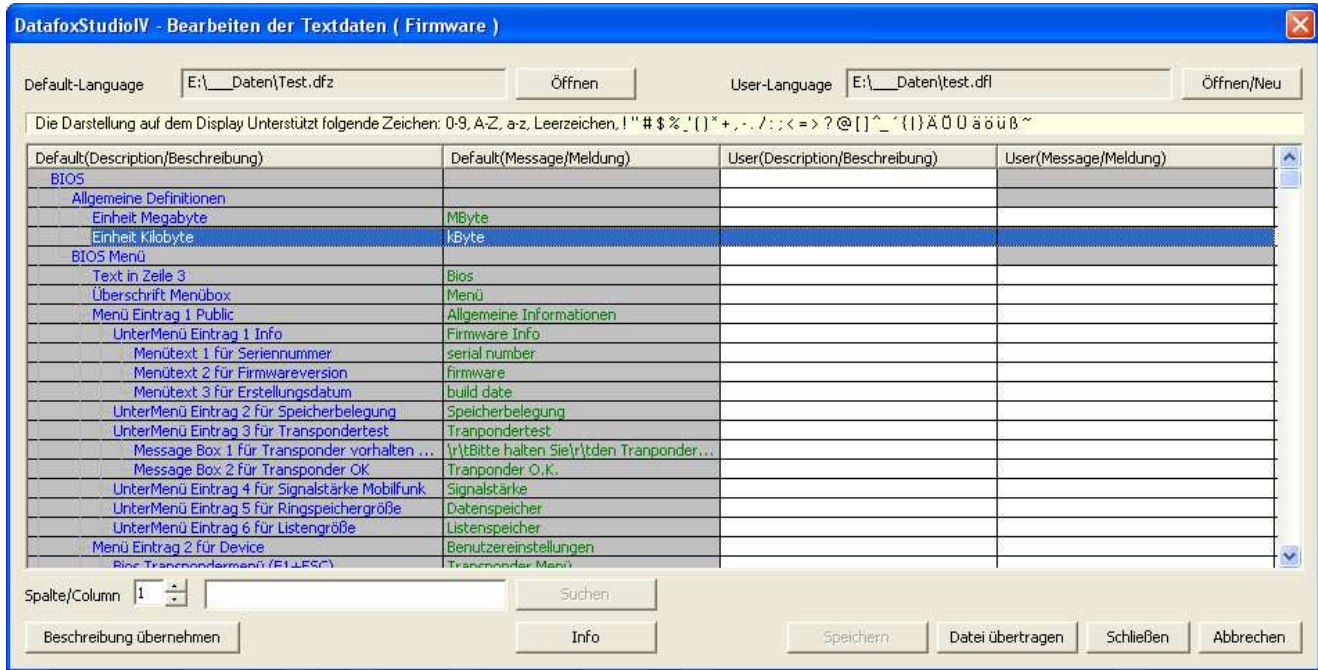 DatafoxStudioIV - Bearbeiten der Textdaten ( Firmware )
Default-Language E:\___Daten\Test.dfz Öffnen User-Language E:\___Daten\test.dfl Öffnen/Neu
Die Darstellung auf dem Display Unterstützt folgende Zeichen: 0-9, A-Z, a-z, Leerzeichen, ! " # $ % ,' ( ) * + , - . / : ; < = > ? @ [ ] ^ _ ´ { | } Ä Ö Ü ä ö ü ß ~
Default(Description/Beschreibung) Default(Message/Meldung) User(Description/Beschreibung) User(Message/Meldung)
BIOS
Allgemeine Definitionen
Einheit Megabyte MByte
Einheit Kilobyte kByte
BIOS Menü
Text in Zeile 3 Bios
Überschrift Menübox Menü
Menü Eintrag 1 Public Allgemeine Informationen
UnterMenü Eintrag 1 Info Firmware Info
Menütext 1 für Seriennummer serial number
Menütext 2 für Firmwareversion firmware
Menütext 3 für Erstellungsdatum build date
UnterMenü Eintrag 2 für Speicherbelegung Speicherbelegung
UnterMenü Eintrag 3 für Transpondertest Tranpondertest
Message Box 1 für Transponder vorhalten ... \r\tBitte halten Sie\r\tden Tranponder...
Message Box 2 für Transponder OK Tranponder O.K.
UnterMenü Eintrag 4 für Signalstärke Mobilfunk Signalstärke
UnterMenü Eintrag 5 für Ringspeichergröße Datenspeicher
UnterMenü Eintrag 6 für Listengröße Listenspeicher
Menü Eintrag 2 für Device Benutzereinstellungen
Bios Transpondermenü (F1+ESC) Transponder Menü
Spalte/Column 1 Suchen
Beschreibung übernehmen Info Speichern Datei übertragen Schließen Abbrechen